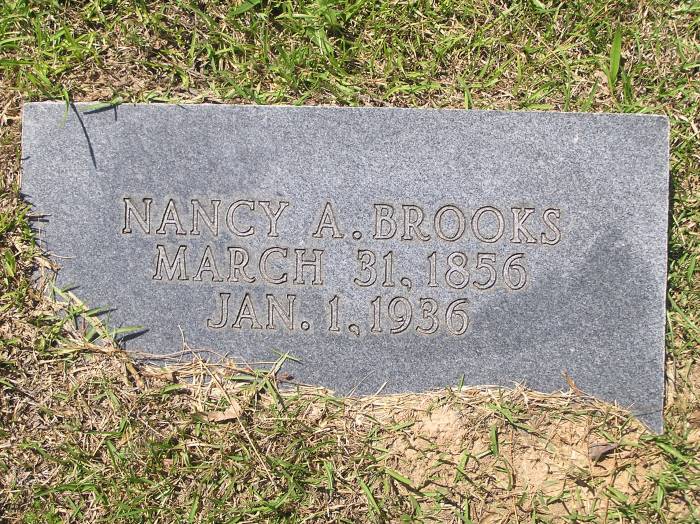 NANCY A. BROOKS
MARCH 31, 1856
JAN. 1, 1936